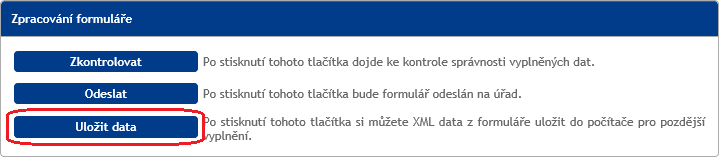 Zpracování formuláře
Zkontrolovat Po stisknutí tohoto tlačítka dojde ke kontrole správnosti vyplněných dat.
Odeslat Po stisknutí tohoto tlačítka bude formulář odeslán na úřad.
Uložit data Po stisknutí tohoto tlačítka si můžete XML data z formuláře uložit do počítače pro pozdější
vyplnění.